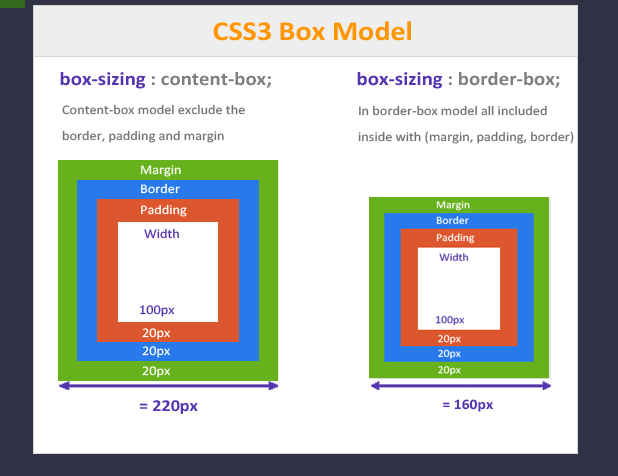 CSS3 Box Model
box-sizing : content-box;
Content-box model exclude the
border, padding and margin
Margin
Border
Padding
Width
100px
20px
20px
20px
= 220px
box-sizing : border-box;
In border-box model all included
inside with (margin, padding, border)
Margin
Border
Padding
Width
100px
20px
20px
20px
= 160px